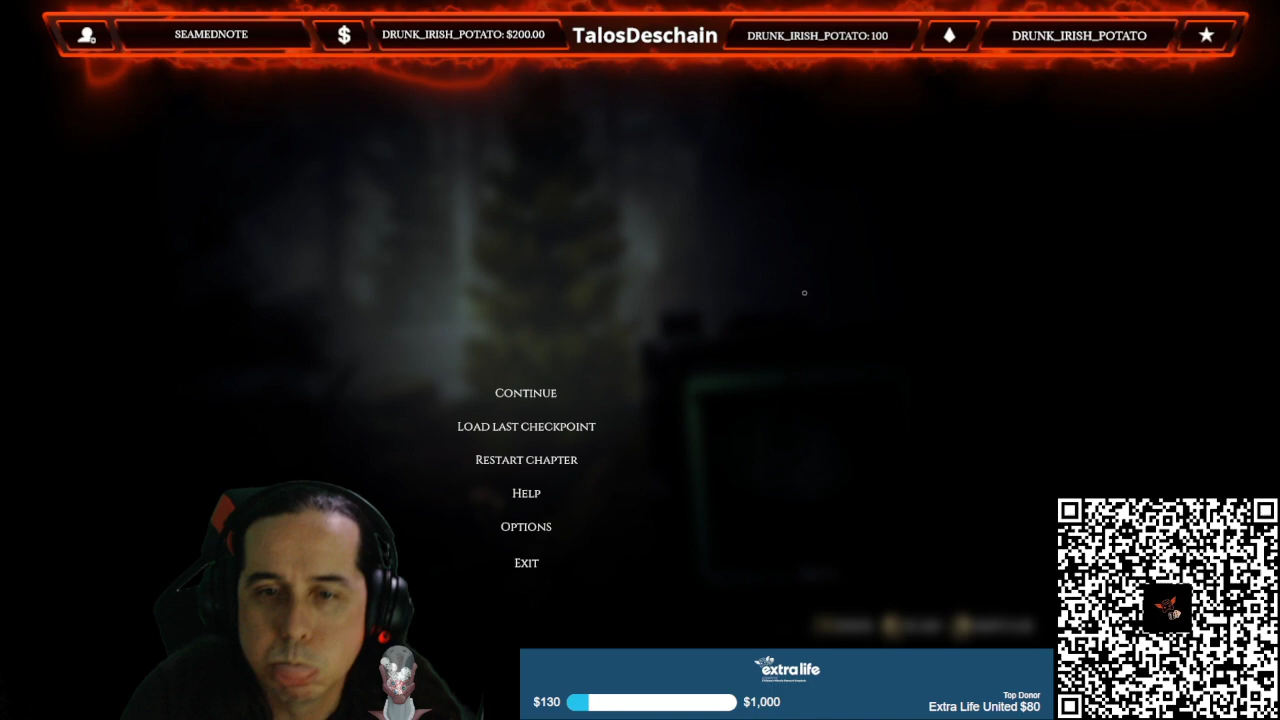 SEAMEDNOTE
$
DRUNK_IRISH_POTATO: $200.00
TalosDeschain
DRUNK_IRISH_POTATO: 100
DRUNK_IRISH_POTATO
CONTINUE
LOAD LAST CHECKPOINT
RESTART CHAPTER
HELP
OPTIONS
EXIT
extra life
$130
$1,000
Top Donor
Extra Life United $80